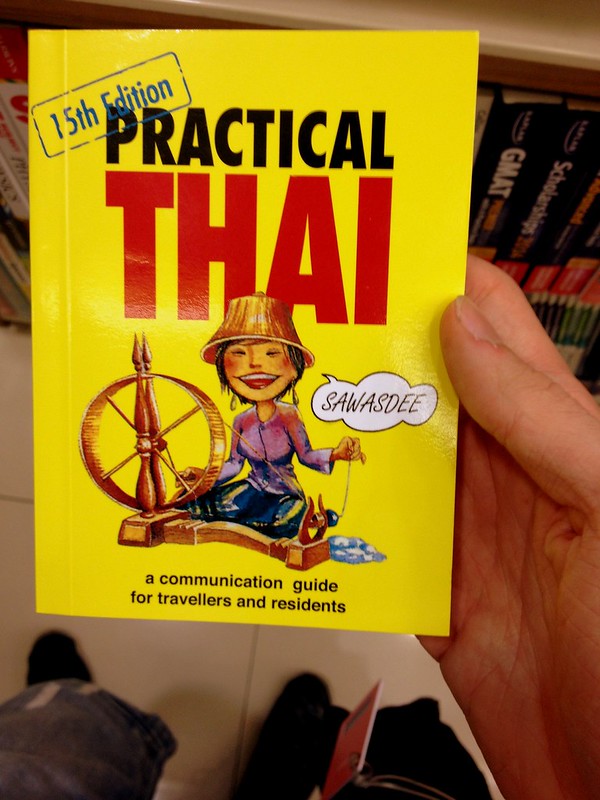 15th Edition
PRACTICAL
THAI
SAWASDEE
a communication guide
for travellers and residents
GMAT
Scholarships